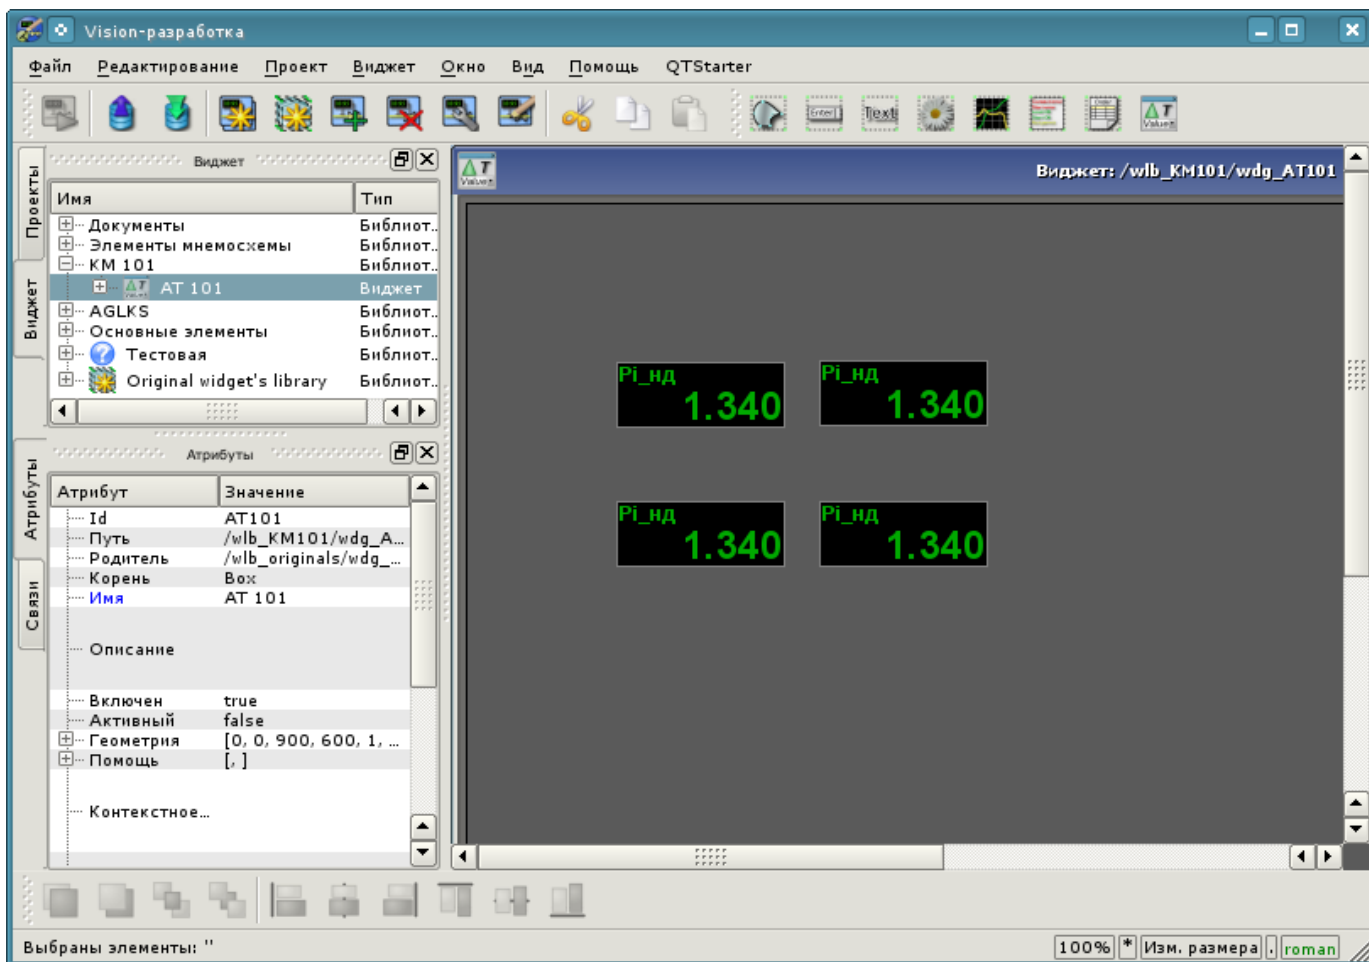 Vision-разработка
Файл Редактирование Проект Виджет Окно Вид Помощь QTStarter
Enter| Text Value
Проекты
Виджет
Виджет
Имя Тип
Документы Библиот..
Элементы мнемосхемы Библиот..
КМ 101 Библиот..
AT 101 Виджет
AGLKS Библиот..
Основные элементы Библиот..
Тестовая Библиот..
Original widget's library Библиот..
Атрибуты
Связи
Атрибуты
Атрибут Значение
Id AT101
Путь /wlb_KM101/wdg_A...
Родитель /wlb_originals/wdg_...
Корень Box
Имя AT 101
Описание
Включен true
Активный false
Геометрия [0, 0, 900, 600, 1, ...
Помощь [, ]
Контекстное...
Виджет: /wlb_KM101/wdg_AT101
Pi_нд Pi_нд
1.340 1.340
Pi_нд Pi_нд
1.340 1.340
Выбраны элементы: '' 100% * Изм. размера . roman